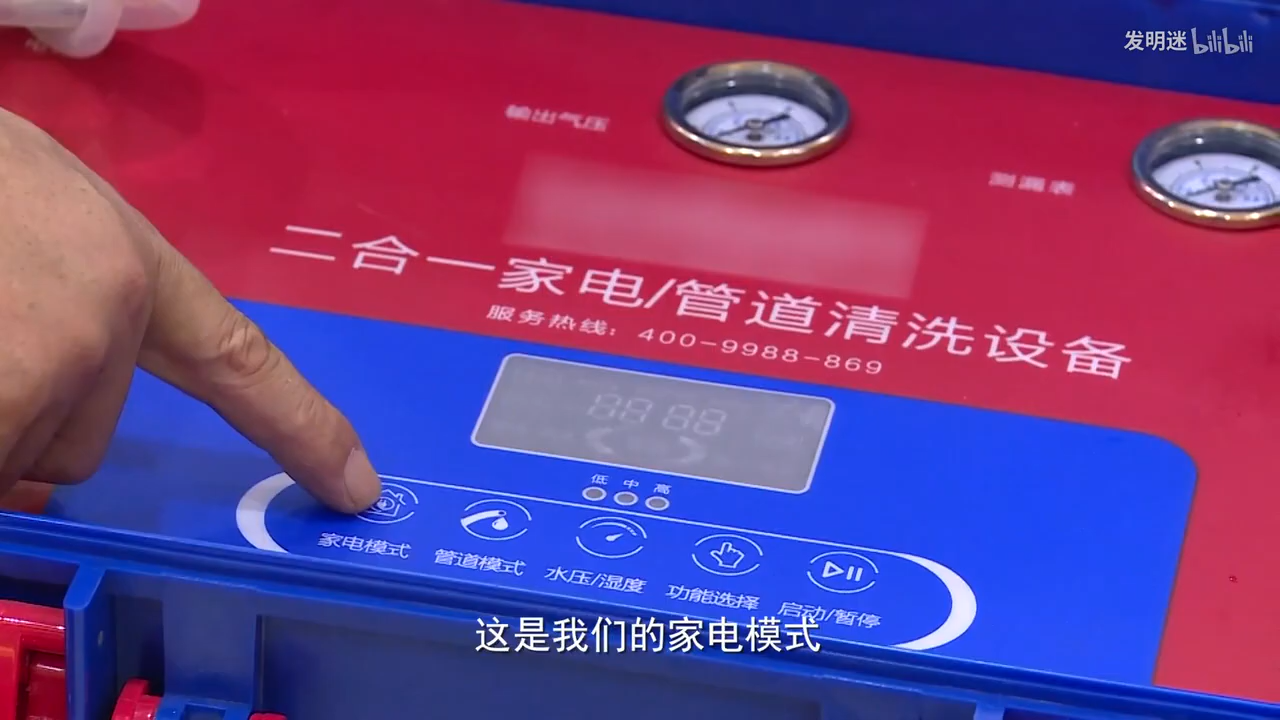 发明迷 bilibili
输出气压
测漏表
二合一家电/管道清洗设备
服务热线：400-9988-869
88 88
低 中 高
家电模式 管道模式 水压/湿度 功能选择 启动/暂停
这是我们的家电模式